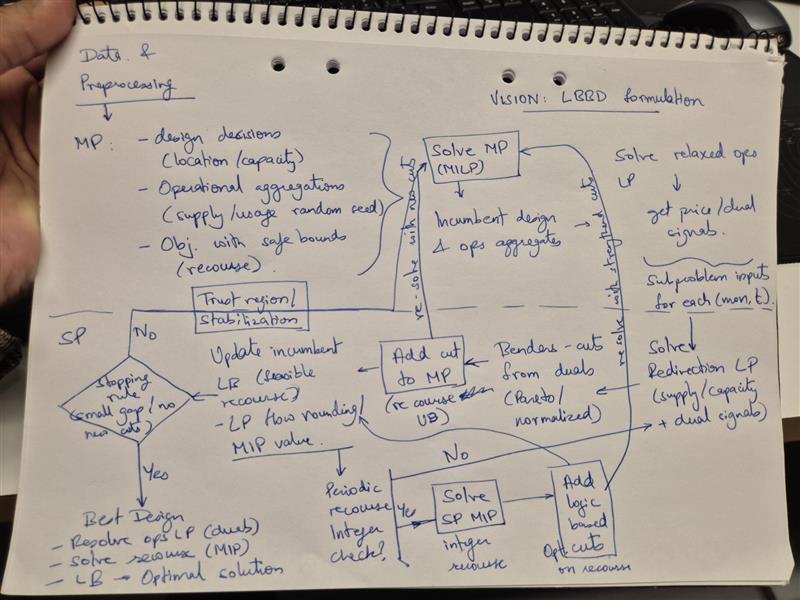 Data &
Preprocessing
VISION: LBBD formulation
MP:
- design decisions
(location/capacity)
- Operational aggregations
(supply/usage random seed)
- Obj. with safe bounds
(recourse).
Solve MP
(MILP)
Incumbent design
& ops aggregates
re-solve with new cuts
resolve with strengthened cuts
Solve relaxed ops
LP
get price/dual
signals.
Subproblem inputs
for each (mon, t).
Trust region/
Stabilization
SP
No
Stopping
rule
(small gap/no
new cuts)
Yes
Update incumbent
LB (feasible
recourse)
- LP flow rounding/
MIP value.
Add cut
to MP
(recourse
UB)
Benders-cuts
from duals
(Pareto/
normalized)
Solve
Redirection LP
(supply/capacity
+ dual signals)
No
Periodic
recourse
Integer
check?
Yes
Solve
SP MIP
integer
recourse
Add
logic
based
Opt. cuts
on recourse
Best Design
- Resolve ops LP (duals)
- Solve recourse (MIP)
- LB → Optimal solution